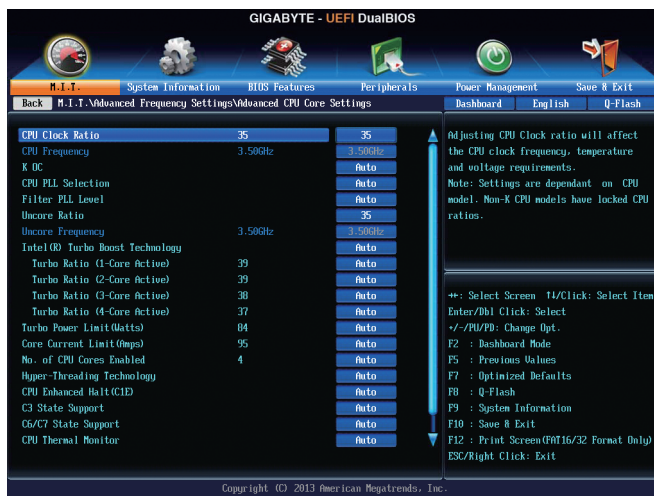 GIGABYTE - UEFI DualBIOS
M.I.T. System Information BIOS Features Peripherals Power Management Save & Exit
Back M.I.T.\Advanced Frequency Settings\Advanced CPU Core Settings Dashboard English Q-Flash
CPU Clock Ratio 35 35
CPU Frequency 3.50GHz 3.50GHz
K OC Auto
CPU PLL Selection Auto
Filter PLL Level Auto
Uncore Ratio 35
Uncore Frequency 3.50GHz 3.50GHz
Intel(R) Turbo Boost Technology Auto
Turbo Ratio (1-Core Active) 39 Auto
Turbo Ratio (2-Core Active) 39 Auto
Turbo Ratio (3-Core Active) 38 Auto
Turbo Ratio (4-Core Active) 37 Auto
Turbo Power Limit(Watts) 84 Auto
Core Current Limit(Amps) 95 Auto
No. of CPU Cores Enabled 4 Auto
Hyper-Threading Technology Auto
CPU Enhanced Halt(C1E) Auto
C3 State Support Auto
C6/C7 State Support Auto
CPU Thermal Monitor Auto
Adjusting CPU Clock ratio will affect
the CPU clock frequency, temperature
and voltage requirements.
Note: Settings are dependant on CPU
model. Non-K CPU models have locked CPU
ratios.
→←: Select Screen ↑↓/Click: Select Item
Enter/Dbl Click: Select
+/-/PU/PD: Change Opt.
F2 : Dashboard Mode
F5 : Previous Values
F7 : Optimized Defaults
F8 : Q-Flash
F9 : System Information
F10 : Save & Exit
F12 : Print Screen(FAT16/32 Format Only)
ESC/Right Click: Exit
Copyright (C) 2013 American Megatrends, Inc.